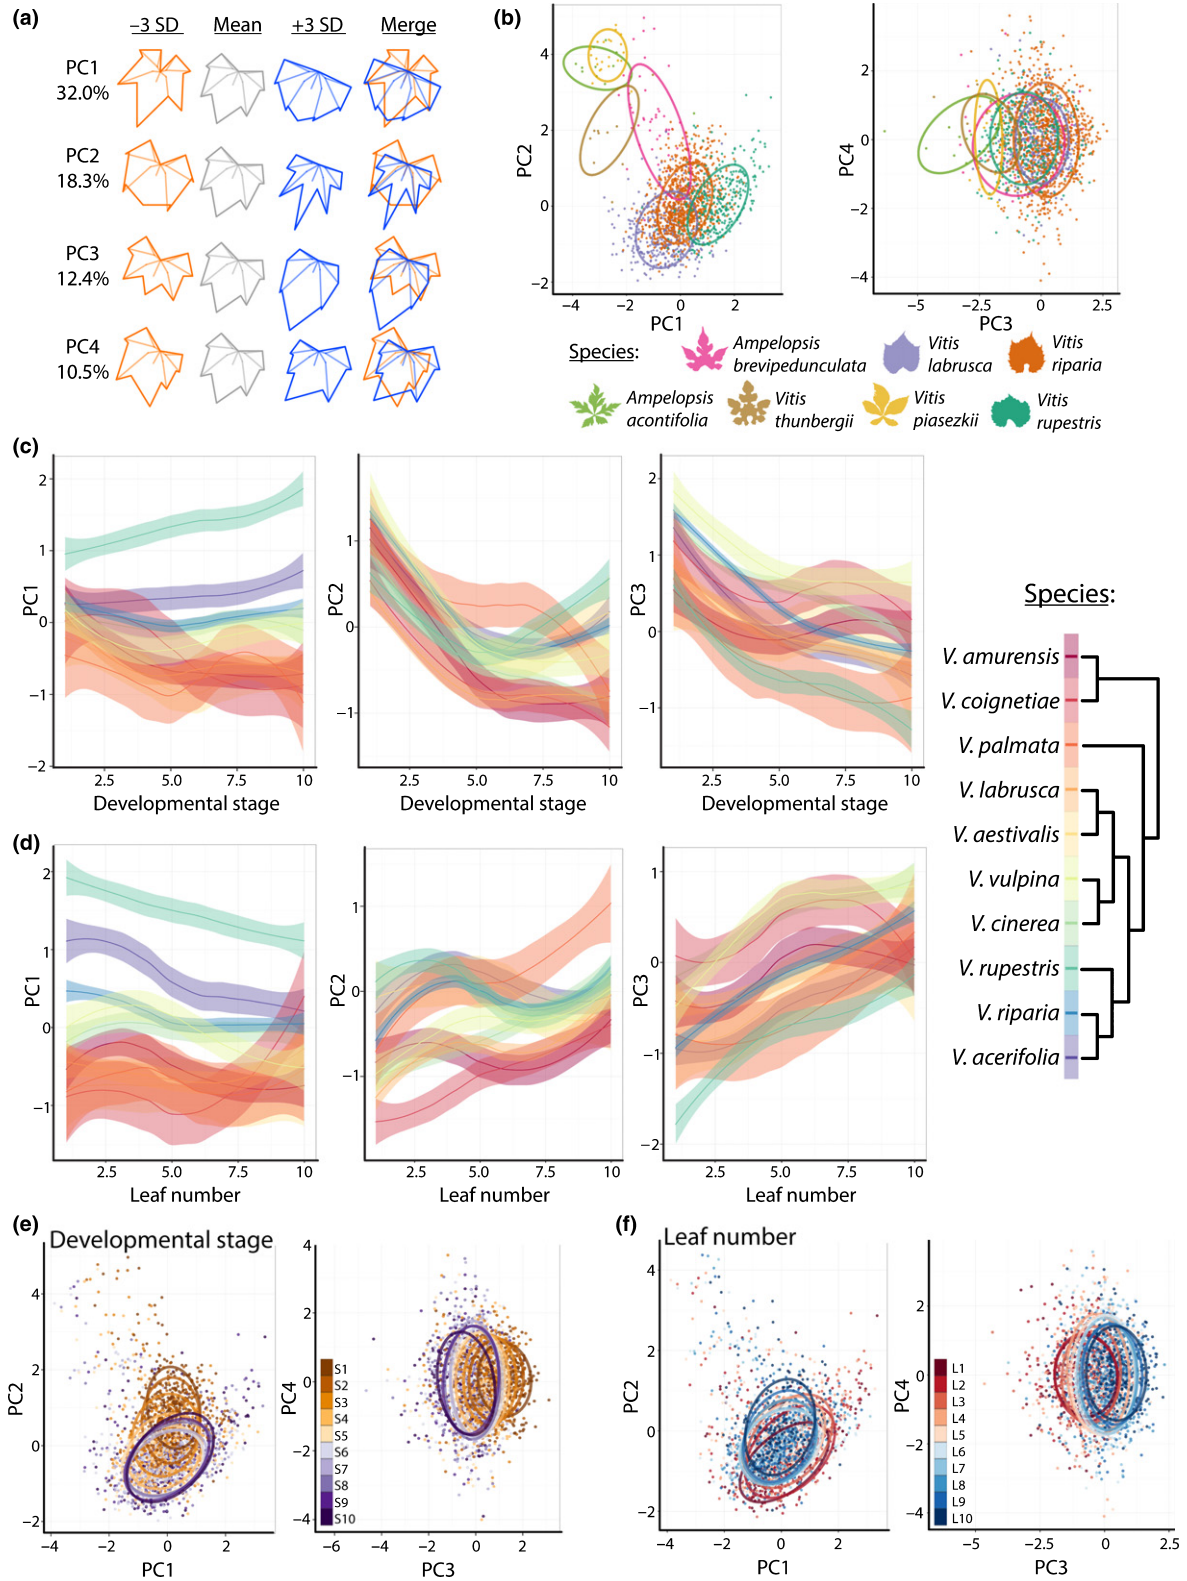 (a)
–3 SD Mean +3 SD Merge
PC1
32.0%
PC2
18.3%
PC3
12.4%
PC4
10.5%
(b)
PC2
4
2
0
−2
−4 −2 0 2
PC1
PC4
2
0
−2
−4
−5 −2.5 0 2.5
PC3
Species:
Ampelopsis
brevipedunculata
Vitis
labrusca
Vitis
riparia
Ampelopsis
acontifolia
Vitis
thunbergii
Vitis
piasezkii
Vitis
rupestris
(c)
PC1
2
1
0
−1
−2
2.5 5.0 7.5 10
Developmental stage
PC2
1
0
−1
2.5 5.0 7.5 10
Developmental stage
PC3
2
1
0
−1
2.5 5.0 7.5 10
Developmental stage
(d)
PC1
2
1
0
−1
2.5 5.0 7.5 10
Leaf number
PC2
1
0
−1
2.5 5.0 7.5 10
Leaf number
PC3
1
0
−1
−2
2.5 5.0 7.5 10
Leaf number
Species:
V. amurensis
V. coignetiae
V. palmata
V. labrusca
V. aestivalis
V. vulpina
V. cinerea
V. rupestris
V. riparia
V. acerifolia
(e)
Developmental stage
PC2
4
2
0
−2
−4 −2 0 2
PC1
PC4
4
2
0
−2
−4
−6 −4 −2 0 2
PC3
S1
S2
S3
S4
S5
S6
S7
S8
S9
S10
(f)
Leaf number
PC2
4
2
0
−2
−4 −2 0 2
PC1
PC4
2
0
−2
−4
−5 −2.5 0 2.5
PC3
L1
L2
L3
L4
L5
L6
L7
L8
L9
L10